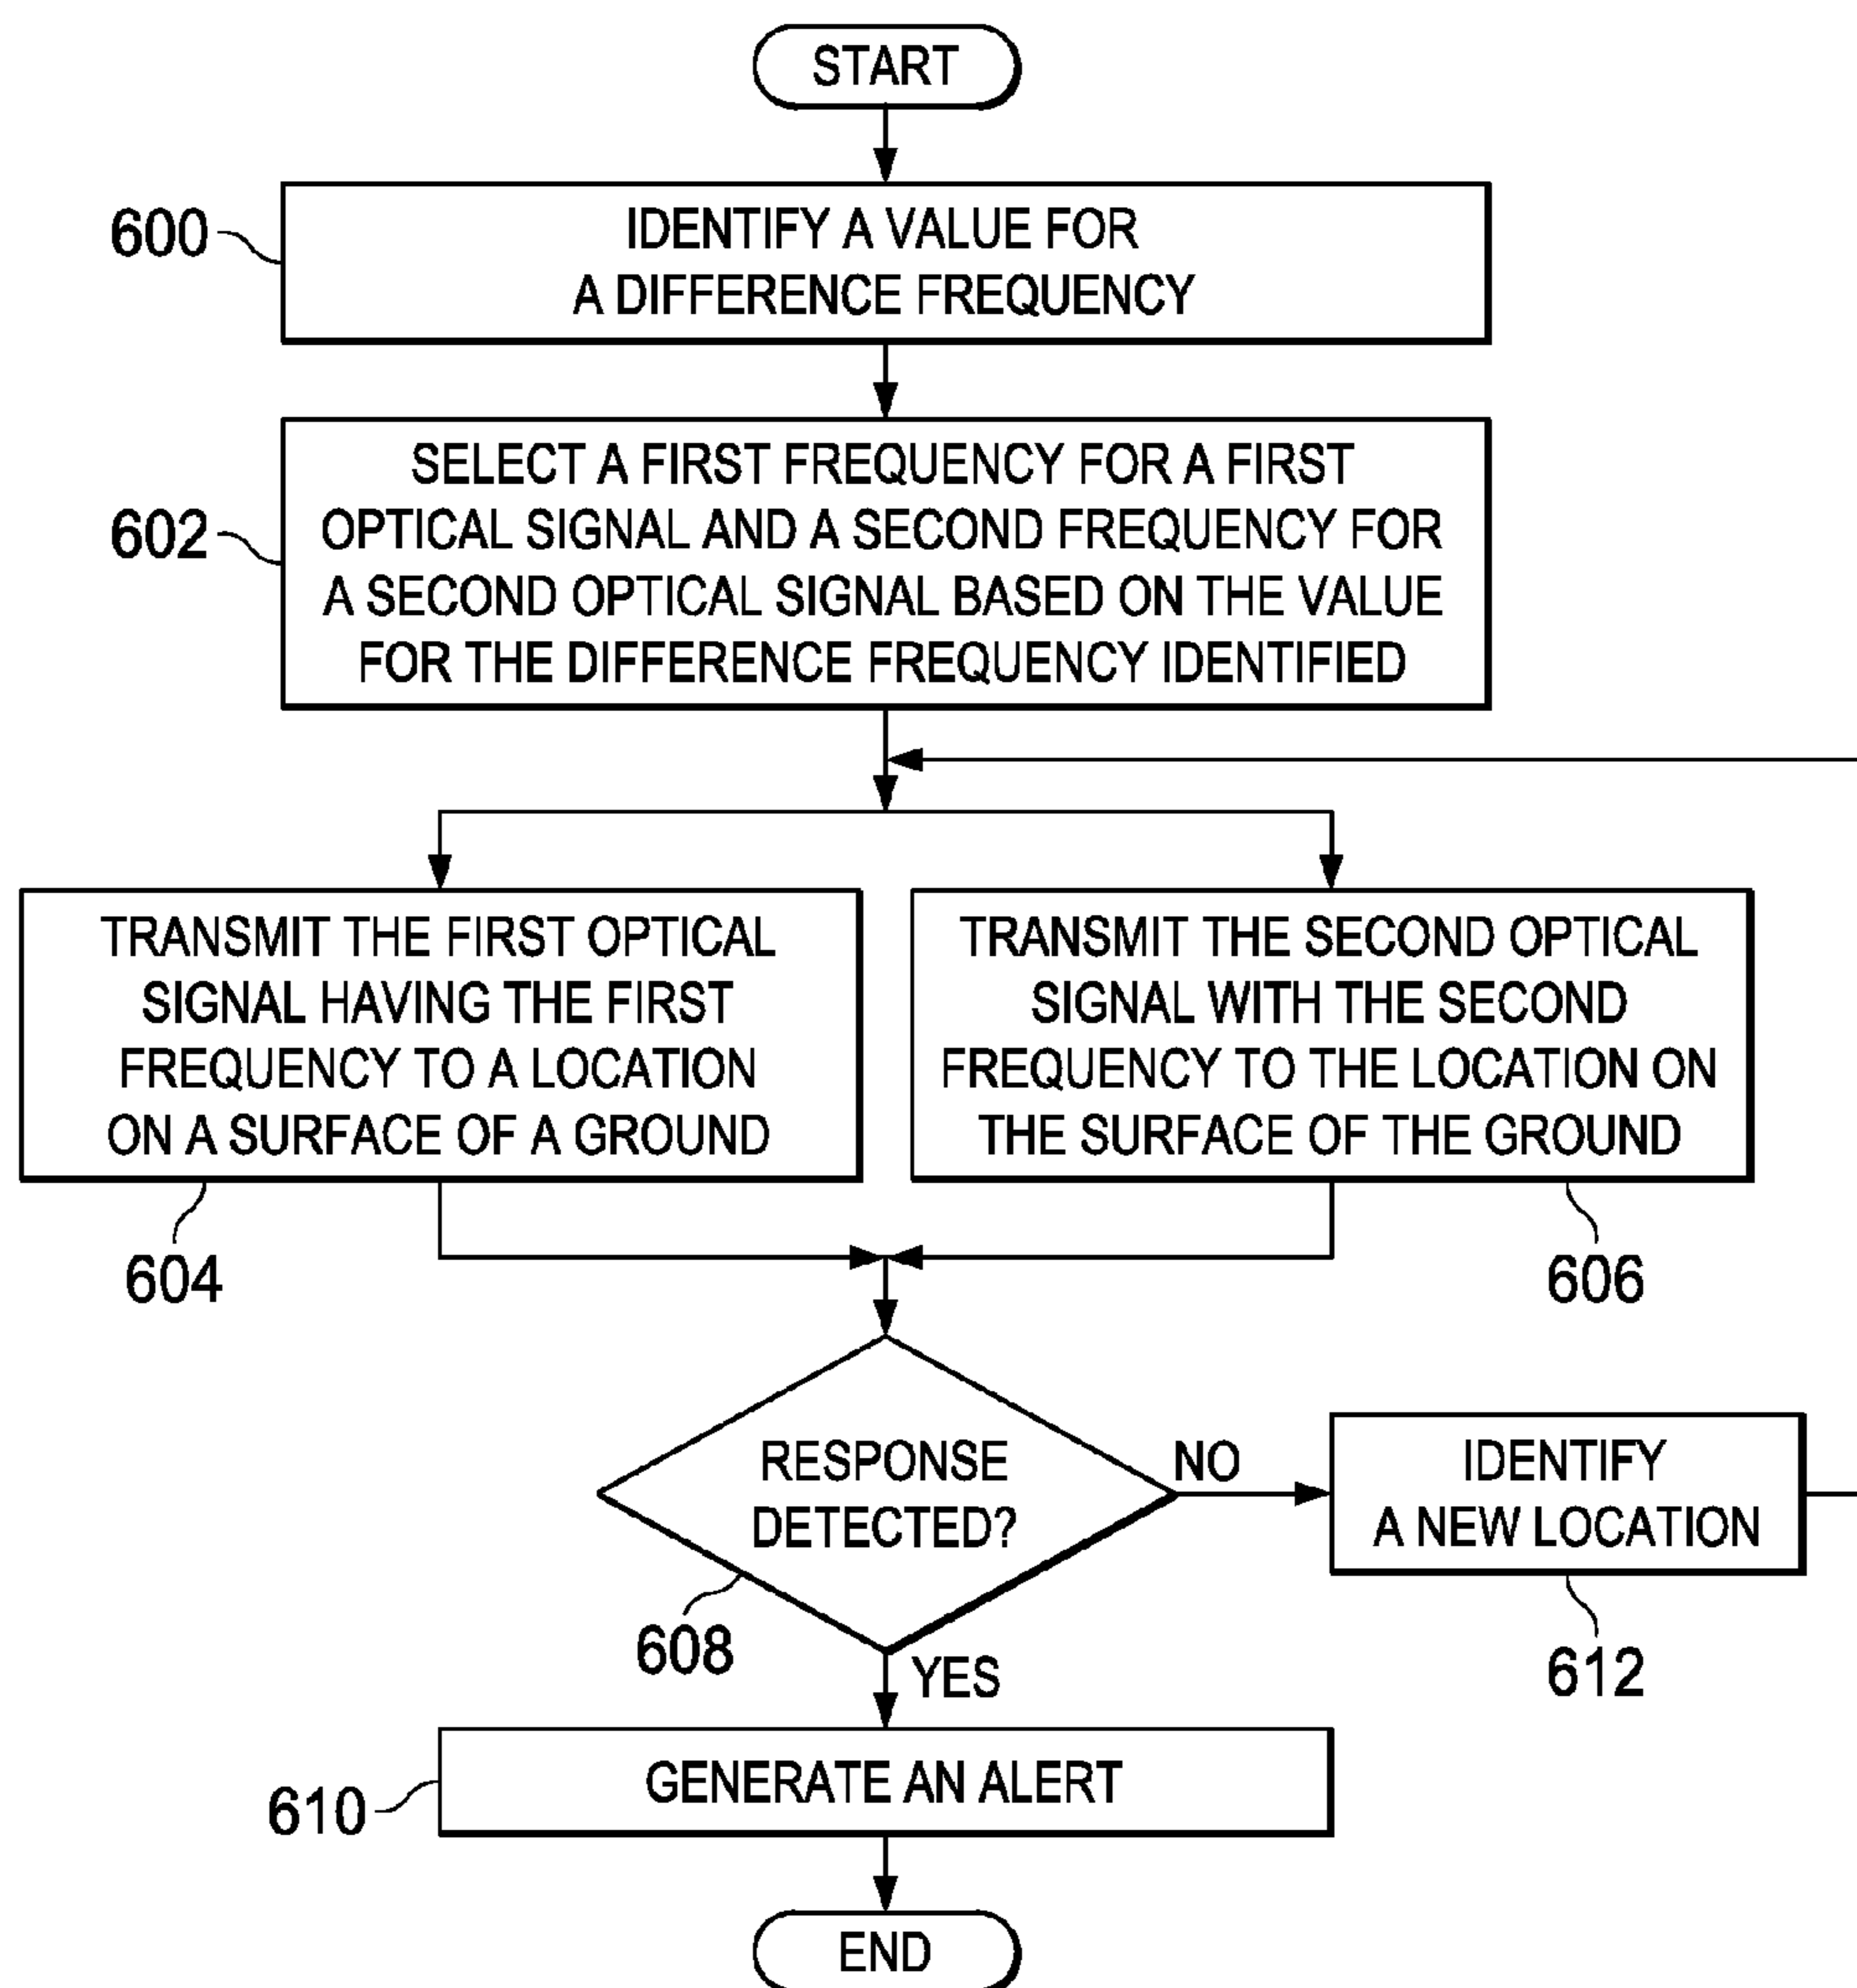 START
600
IDENTIFY A VALUE FOR
A DIFFERENCE FREQUENCY
602
SELECT A FIRST FREQUENCY FOR A FIRST
OPTICAL SIGNAL AND A SECOND FREQUENCY FOR
A SECOND OPTICAL SIGNAL BASED ON THE VALUE
FOR THE DIFFERENCE FREQUENCY IDENTIFIED
TRANSMIT THE FIRST OPTICAL
SIGNAL HAVING THE FIRST
FREQUENCY TO A LOCATION
ON A SURFACE OF A GROUND
604
TRANSMIT THE SECOND OPTICAL
SIGNAL WITH THE SECOND
FREQUENCY TO THE LOCATION ON
THE SURFACE OF THE GROUND
606
RESPONSE
DETECTED?
608
NO
IDENTIFY
A NEW LOCATION
612
YES
610
GENERATE AN ALERT
END